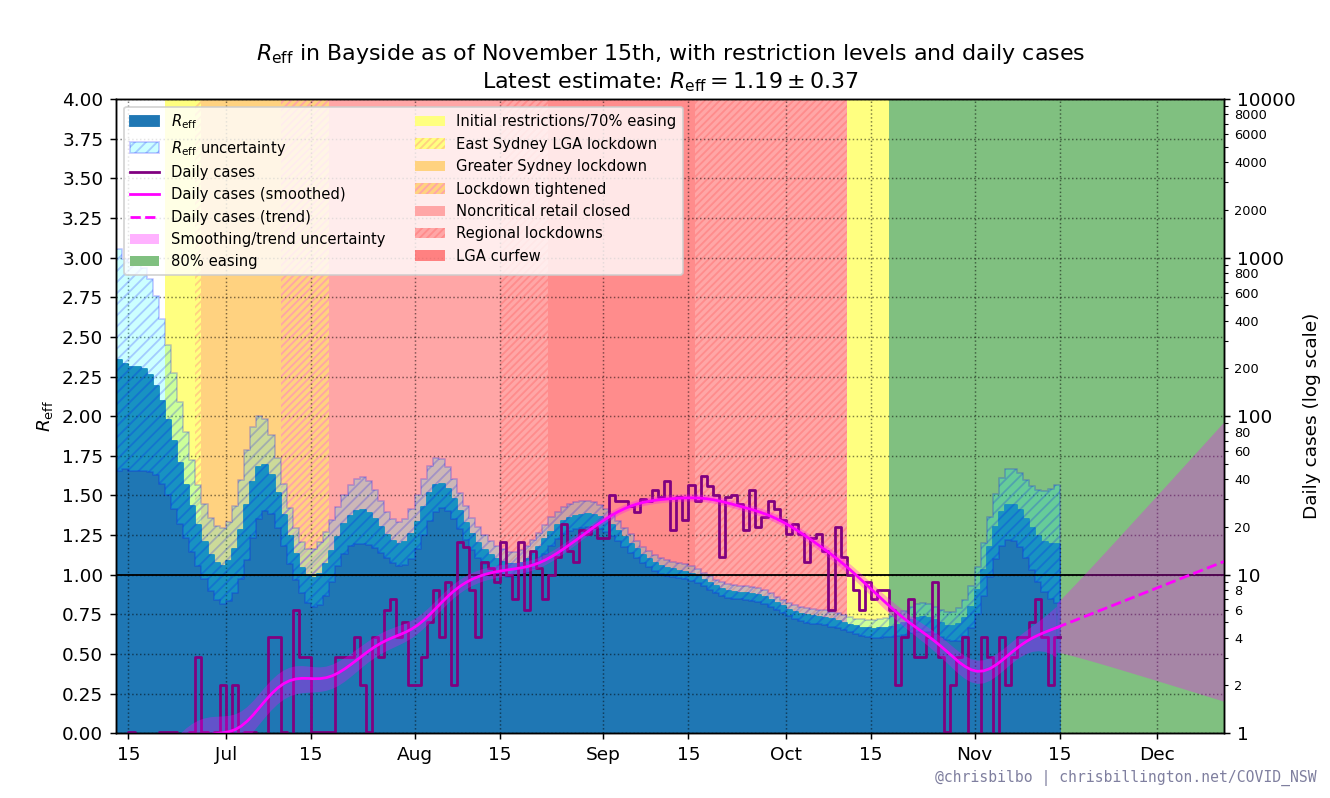 R_eff in Bayside as of November 15th, with restriction levels and daily cases
Latest estimate: R_eff = 1.19 ± 0.37
R_eff
R_eff uncertainty
Daily cases
Daily cases (smoothed)
Daily cases (trend)
Smoothing/trend uncertainty
80% easing
Initial restrictions/70% easing
East Sydney LGA lockdown
Greater Sydney lockdown
Lockdown tightened
Noncritical retail closed
Regional lockdowns
LGA curfew
R_eff
4.00
3.75
3.50
3.25
3.00
2.75
2.50
2.25
2.00
1.75
1.50
1.25
1.00
0.75
0.50
0.25
0.00
15
Jul
15
Aug
15
Sep
15
Oct
15
Nov
15
Dec
10000
8000
6000
4000
2000
1000
800
600
400
200
100
80
60
40
20
10
8
6
4
2
1
Daily cases (log scale)
@chrisbilbo | chrisbillington.net/COVID_NSW